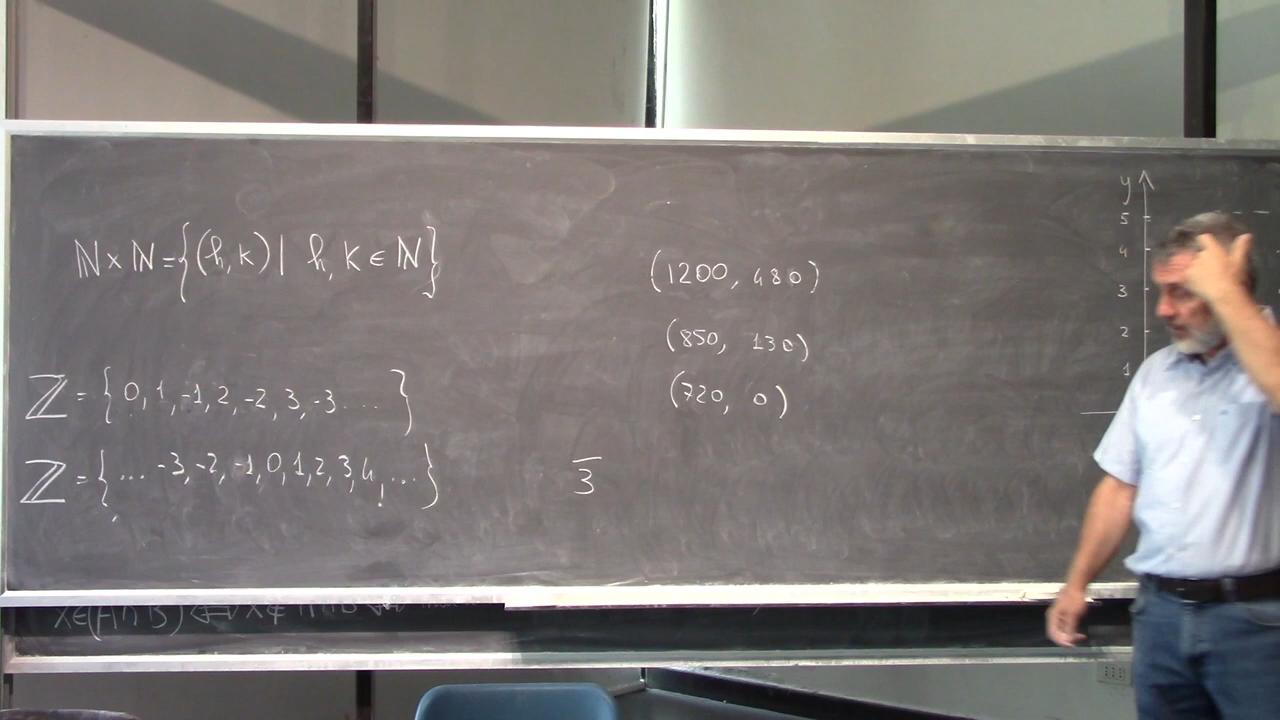 ℕ×ℕ={(h,k)| h,k∈ℕ}
ℤ={0,1,-1,2,-2,3,-3....}
ℤ={...-3,-2,-1,0,1,2,3,4,...}
3̅
(1200, 480)
(850, 130)
(720, 0)
y
5
4
3
2
1